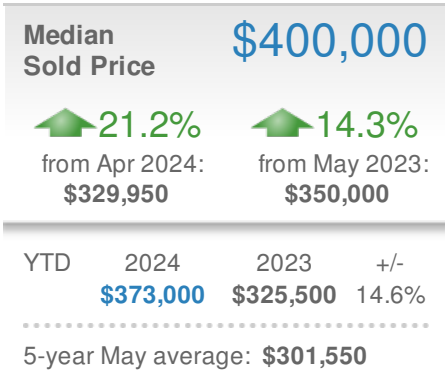 Median $400,000
Sold Price
21.2% 14.3%
from Apr 2024: from May 2023:
$329,950 $350,000
YTD 2024 2023 +/-
$373,000 $325,500 14.6%
5-year May average: $301,550